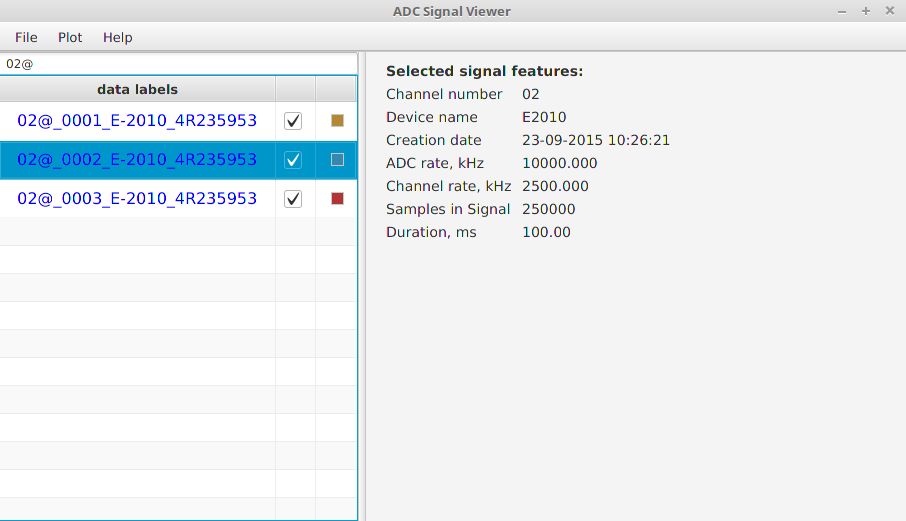 ADC Signal Viewer
File Plot Help
02@
data labels
02@_0001_E-2010_4R235953
02@_0002_E-2010_4R235953
02@_0003_E-2010_4R235953
Selected signal features:
Channel number 02
Device name E2010
Creation date 23-09-2015 10:26:21
ADC rate, kHz 10000.000
Channel rate, kHz 2500.000
Samples in Signal 250000
Duration, ms 100.00